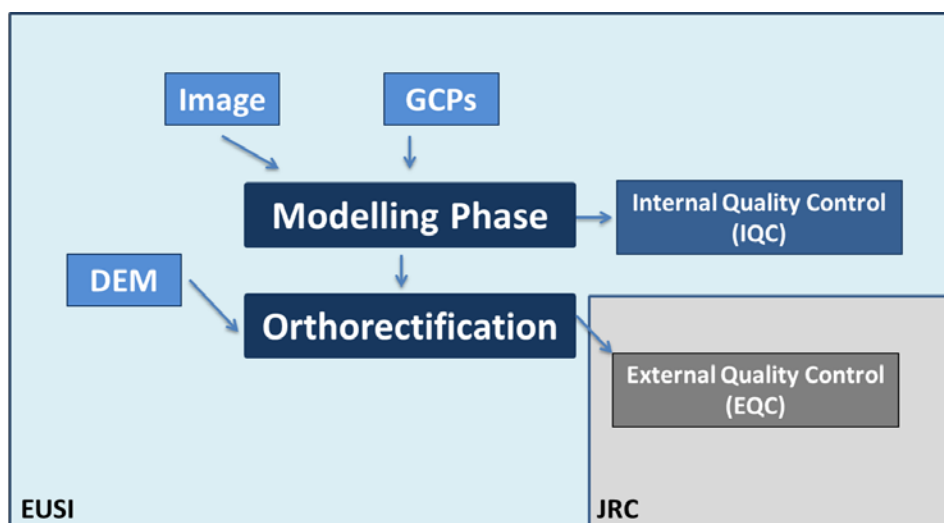 Image
GCPs
Modelling Phase
Internal Quality Control
(IQC)
DEM
Orthorectification
External Quality Control
(EQC)
EUSI
JRC